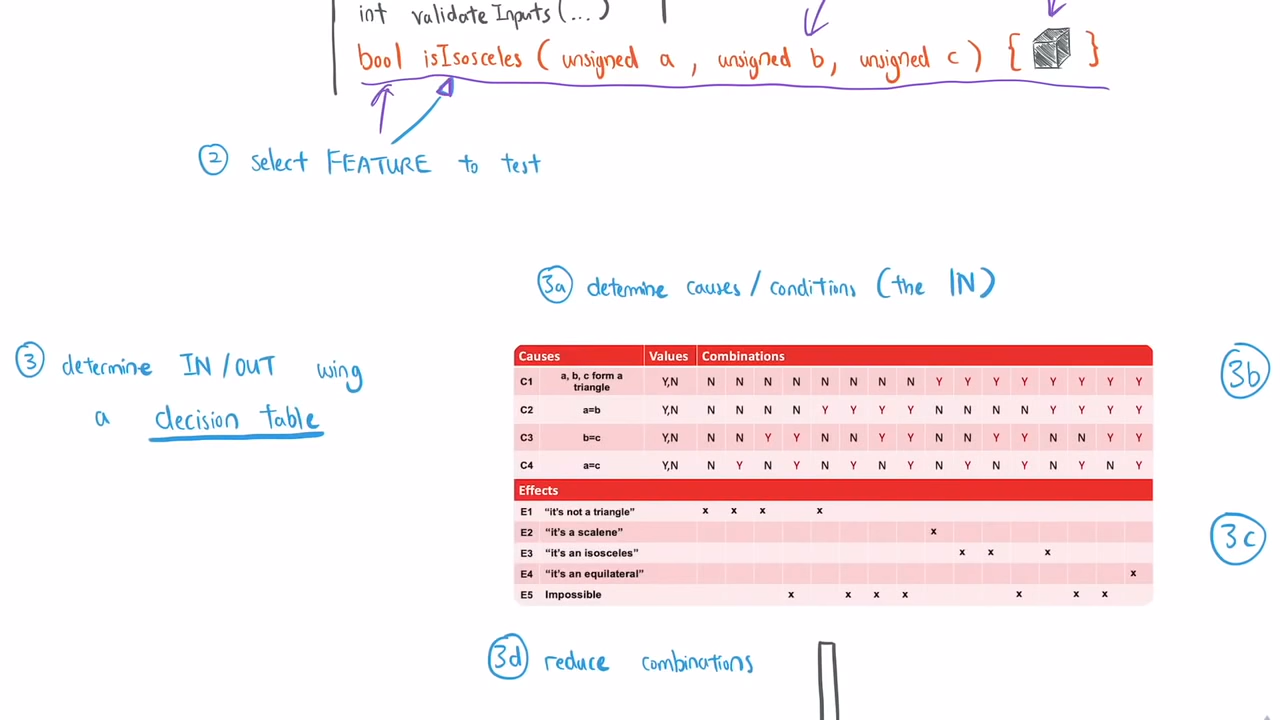 int validateInputs (...)
bool isIsosceles ( unsigned a , unsigned b, unsigned c ) { }
② select FEATURE to test
3a determine causes / conditions (the IN)
③ determine IN / OUT using
a decision table
Causes Values Combinations
C1 a, b, c form a triangle Y,N N N N N N N N N Y Y Y Y Y Y Y Y
C2 a=b Y,N N N N N Y Y Y Y N N N N Y Y Y Y
C3 b=c Y,N N N Y Y N N Y Y N N Y Y N N Y Y
C4 a=c Y,N N Y N Y N Y N Y N Y N Y N Y N Y
Effects
E1 “it’s not a triangle” x x x x
E2 “it’s a scalene” x
E3 “it’s an isosceles” x x x
E4 “it’s an equilateral” x
E5 Impossible x x x x x x x
3b
3c
3d reduce combinations